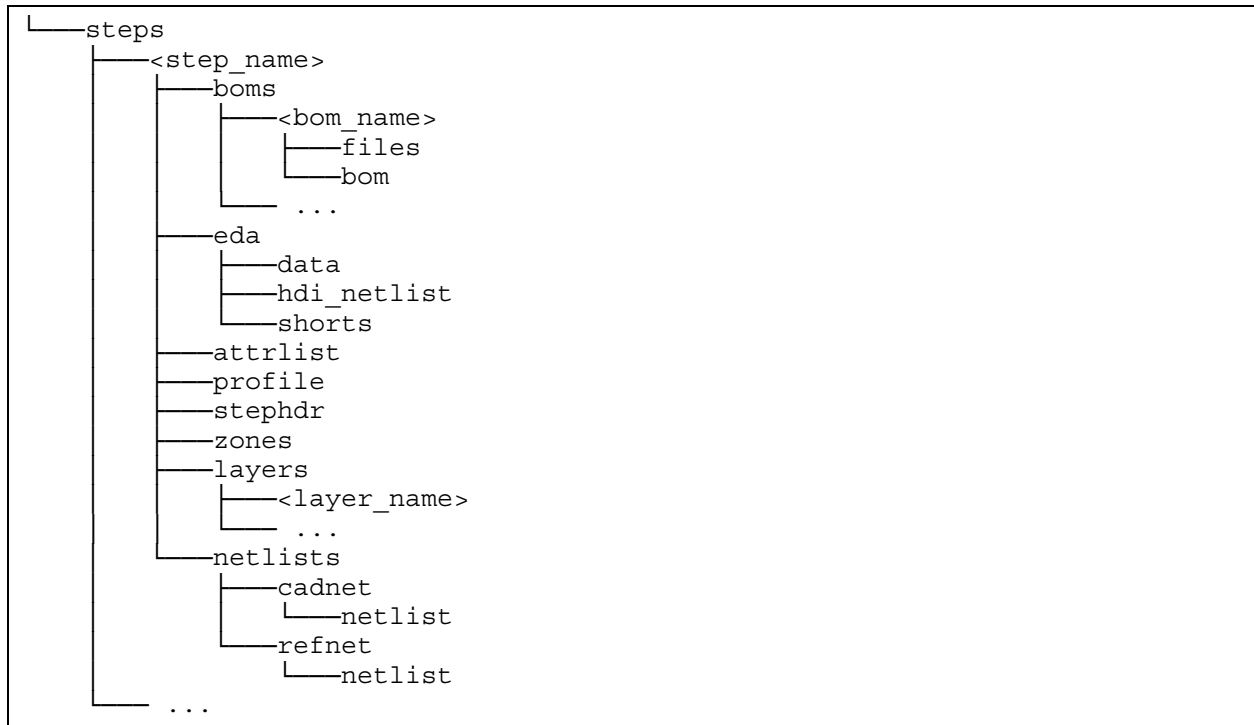 steps
<step_name>
boms
<bom_name>
files
bom
...
eda
data
hdi_netlist
shorts
attrlist
profile
stephdr
zones
layers
<layer_name>
...
netlists
cadnet
netlist
refnet
netlist
...